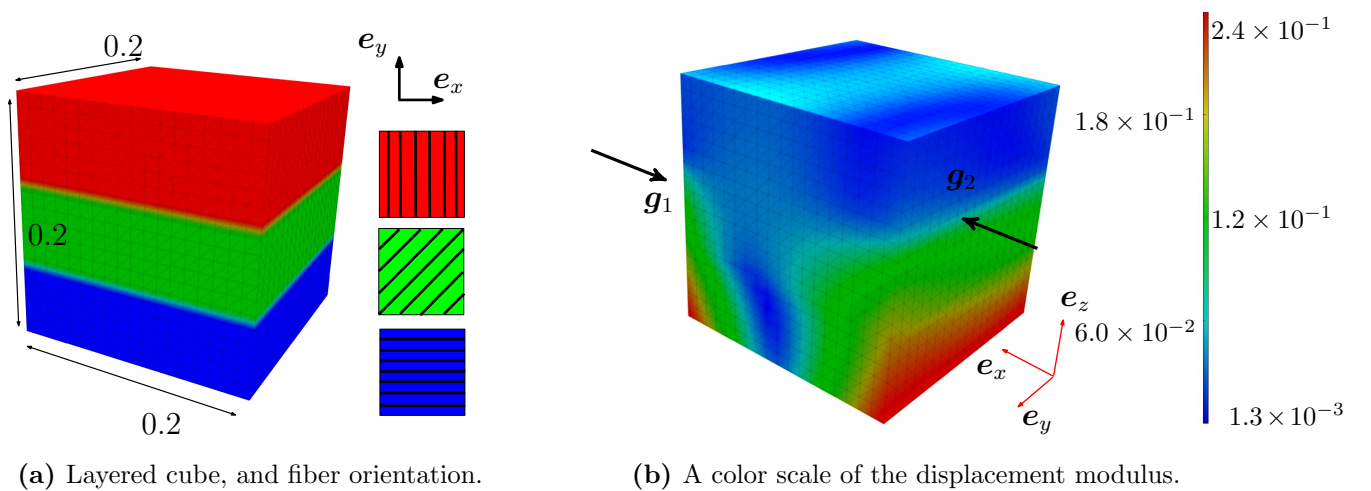 0.2
0.2
0.2
e_y
e_x
g_1
g_2
e_z
e_x
e_y
2.4 × 10^{-1}
1.8 × 10^{-1}
1.2 × 10^{-1}
6.0 × 10^{-2}
1.3 × 10^{-3}
(a) Layered cube, and fiber orientation.
(b) A color scale of the displacement modulus.